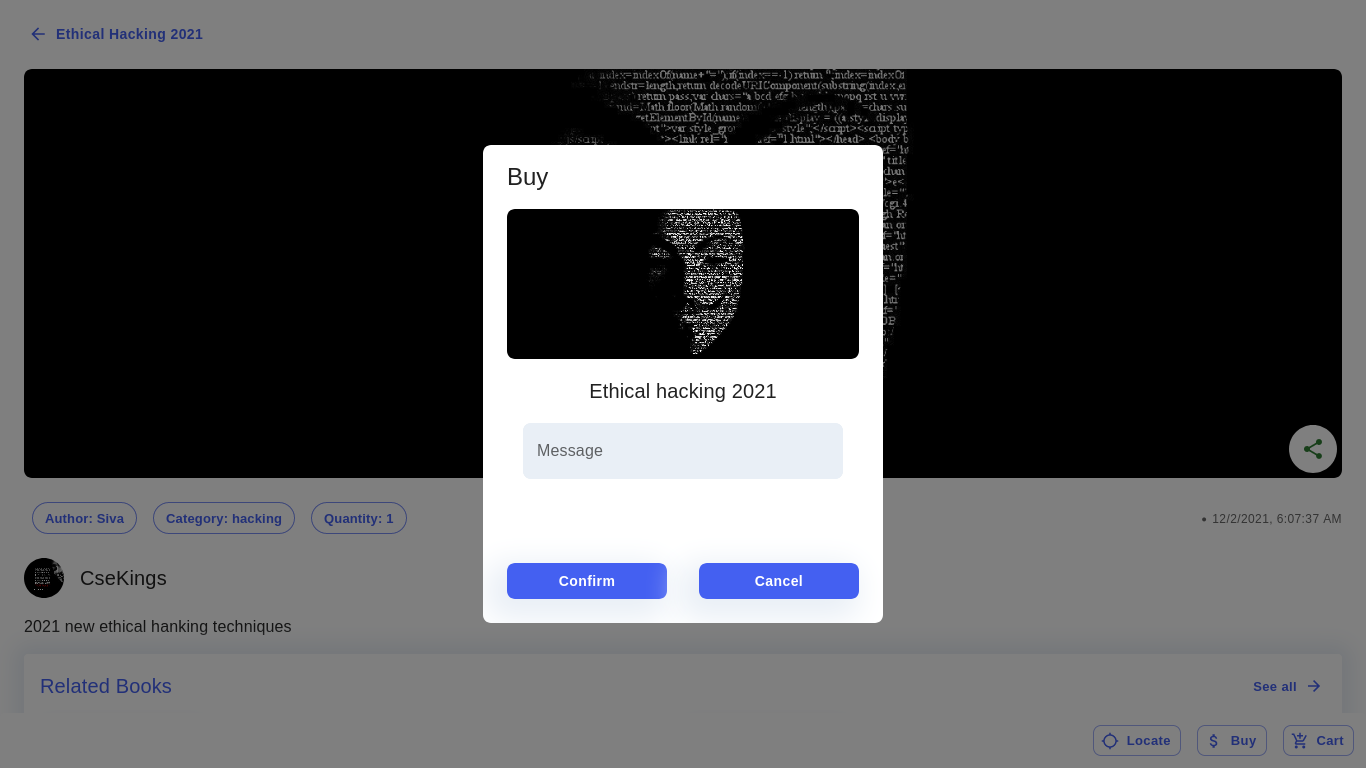 Ethical Hacking 2021
Buy
Ethical hacking 2021
Message
Confirm
Cancel
Author: Siva
Category: hacking
Quantity: 1
• 12/2/2021, 6:07:37 AM
CseKings
2021 new ethical hanking techniques
Related Books
See all
Locate
Buy
Cart